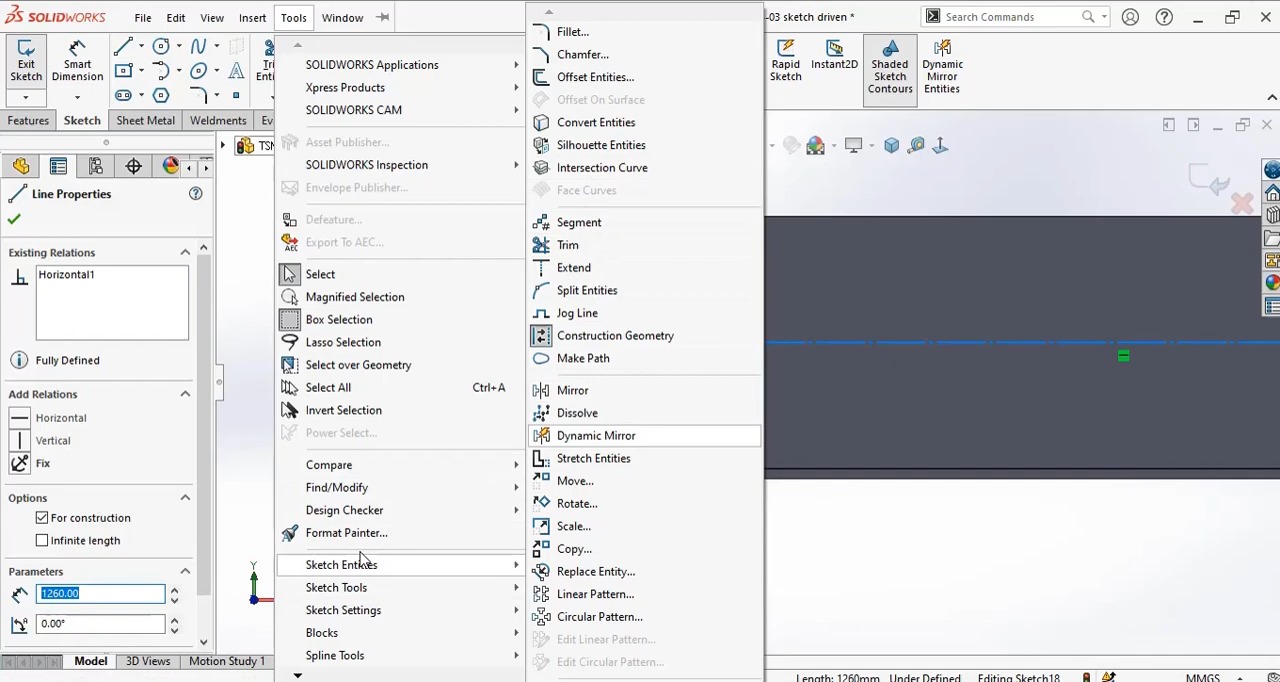 SOLIDWORKS
File
Edit
View
Insert
Tools
Window
-03 sketch driven *
Search Commands
Exit
Sketch
Smart
Dimension
Rapid
Sketch
Instant2D
Shaded
Sketch
Contours
Dynamic
Mirror
Entities
Features
Sketch
Sheet Metal
Weldments
Line Properties
Existing Relations
Horizontal1
Fully Defined
Add Relations
Horizontal
Vertical
Fix
Options
For construction
Infinite length
Parameters
1260.00
0.00°
Model
3D Views
Motion Study 1
SOLIDWORKS Applications
Xpress Products
SOLIDWORKS CAM
Asset Publisher...
SOLIDWORKS Inspection
Envelope Publisher...
Defeature...
Export To AEC...
Select
Magnified Selection
Box Selection
Lasso Selection
Select over Geometry
Select All Ctrl+A
Invert Selection
Power Select...
Compare
Find/Modify
Design Checker
Format Painter...
Sketch Entities
Sketch Tools
Sketch Settings
Blocks
Spline Tools
Fillet...
Chamfer...
Offset Entities...
Offset On Surface
Convert Entities
Silhouette Entities
Intersection Curve
Face Curves
Segment
Trim
Extend
Split Entities
Jog Line
Construction Geometry
Make Path
Mirror
Dissolve
Dynamic Mirror
Stretch Entities
Move...
Rotate...
Scale...
Copy...
Replace Entity...
Linear Pattern...
Circular Pattern...
Edit Linear Pattern...
Edit Circular Pattern...
Y
Length: 1260mm
Under Defined
Editing Sketch18
MMGS